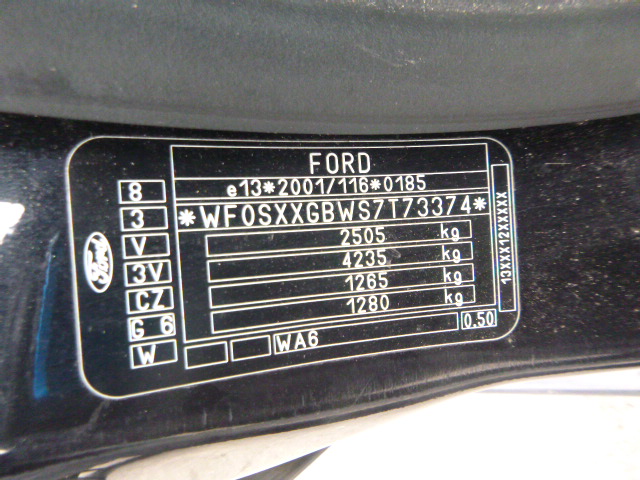 FORD
8 e13*2001/116*0185
3 *WF0SXXGBWS7T73374*
V 2505 kg
3V 4235 kg
CZ 1265 kg
G 6 1280 kg
W WA6 0.50
Ford
13XXX12XXXXX